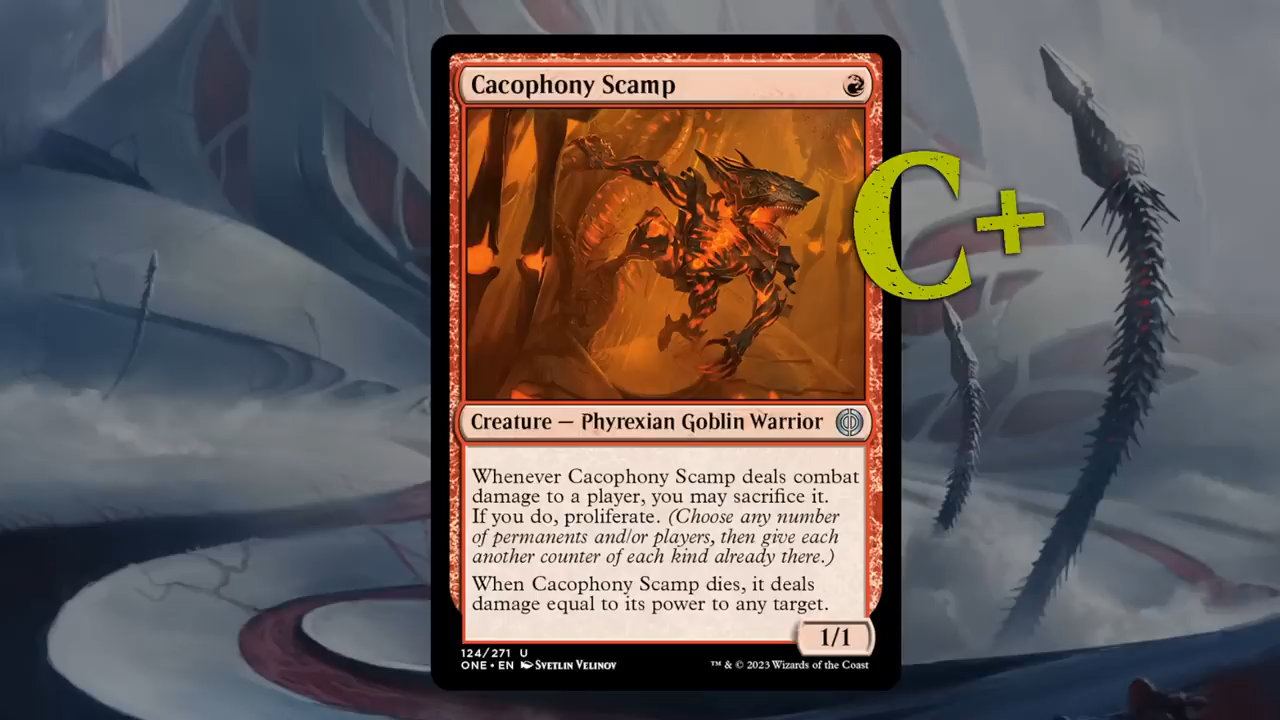 Cacophony Scamp
C+
Creature — Phyrexian Goblin Warrior
Whenever Cacophony Scamp deals combat
damage to a player, you may sacrifice it.
If you do, proliferate. (Choose any number
of permanents and/or players, then give each
another counter of each kind already there.)
When Cacophony Scamp dies, it deals
damage equal to its power to any target.
1/1
124/271 U
ONE • EN Svetlin Velinov
™ & © 2023 Wizards of the Coast